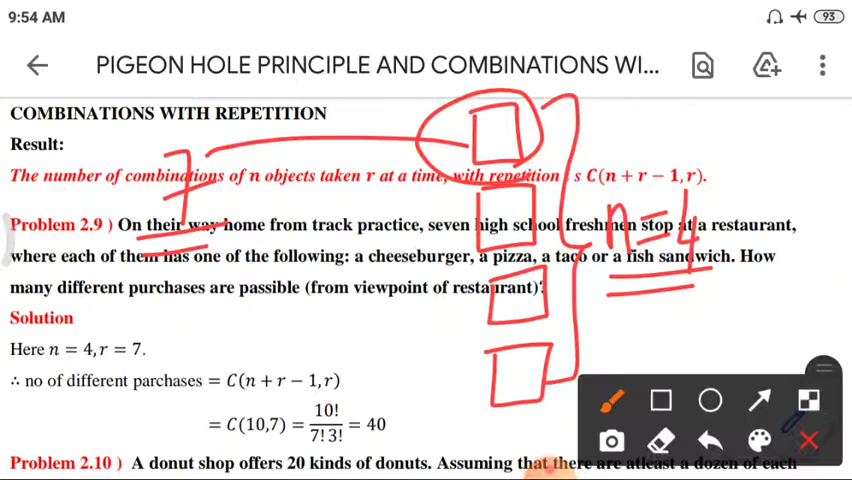 9:54 AM
93
PIGEON HOLE PRINCIPLE AND COMBINATIONS WI...
COMBINATIONS WITH REPETITION
Result:
The number of combinations of n objects taken r at a time, with repetition s C(n + r − 1, r).
7
n=4
Problem 2.9 ) On their way home from track practice, seven high school freshmen stop at a restaurant,
where each of them has one of the following: a cheeseburger, a pizza, a taco or a fish sandwich. How
many different purchases are passible (from viewpoint of restaurant)?
Solution
Here n = 4, r = 7.
∴ no of different parchases = C(n + r − 1, r)
= C(10,7) = 10!/7! 3! = 40
Problem 2.10 ) A donut shop offers 20 kinds of donuts. Assuming that there are atleast a dozen of each